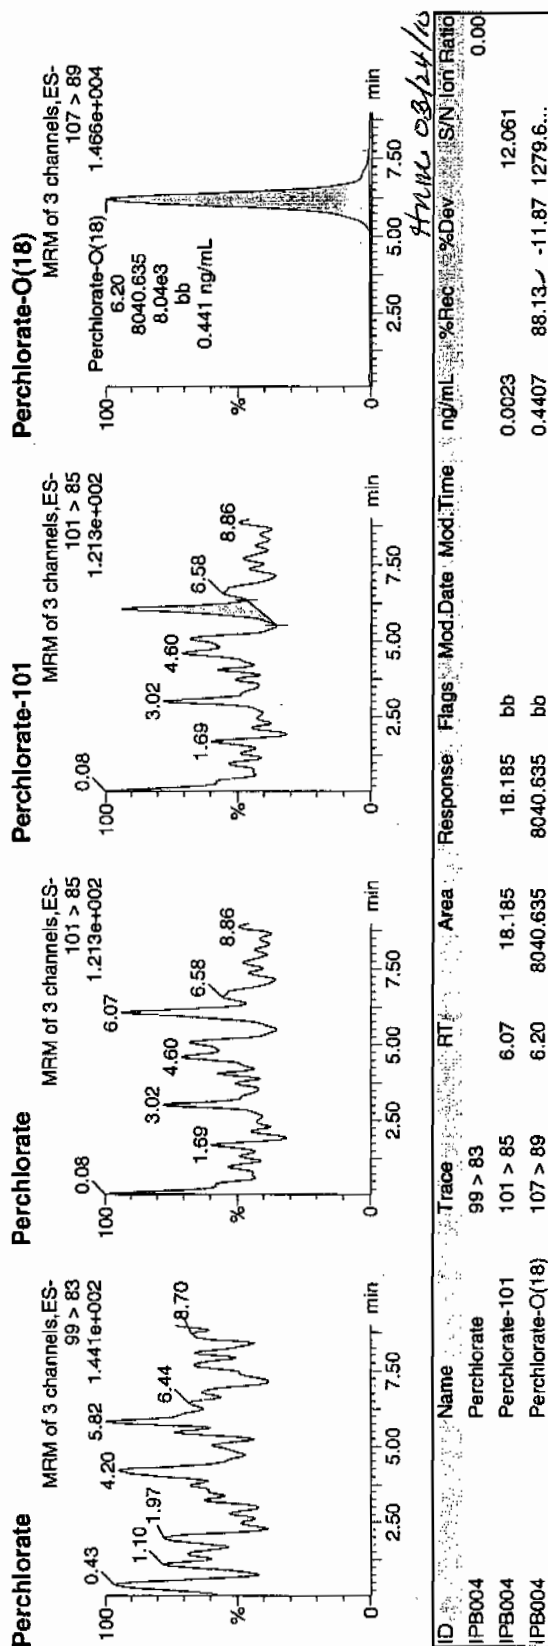 Perchlorate
MRM of 3 channels,ES-
99 > 83
1.441e+002
100
%
0
0.43
1.10
1.97
4.20
5.82
6.44
8.70
2.50
5.00
7.50
min
Perchlorate
MRM of 3 channels,ES-
101 > 85
1.213e+002
100
%
0
0.08
1.69
3.02
4.60
6.07
6.58
8.86
2.50
5.00
7.50
min
Perchlorate-101
MRM of 3 channels,ES-
101 > 85
1.213e+002
100
%
0
0.08
1.69
3.02
4.60
6.58
8.86
2.50
5.00
7.50
min
Perchlorate-O(18)
MRM of 3 channels,ES-
107 > 89
1.466e+004
100
%
0
Perchlorate-O(18)
6.20
8040.635
8.04e3
bb
0.441 ng/mL
2.50
5.00
7.50
min
03/24/10
ID Name Trace RT Area Response Flags Mod.Date Mod.Time ng/mL %Rec %Dev S/N Ion Ratio
IPB004 Perchlorate 99 > 83 0.00
IPB004 Perchlorate-101 101 > 85 6.07 18.185 18.185 bb 0.0023 12.061
IPB004 Perchlorate-O(18) 107 > 89 6.20 8040.635 8040.635 bb 0.4407 88.13 -11.87 1279.6...